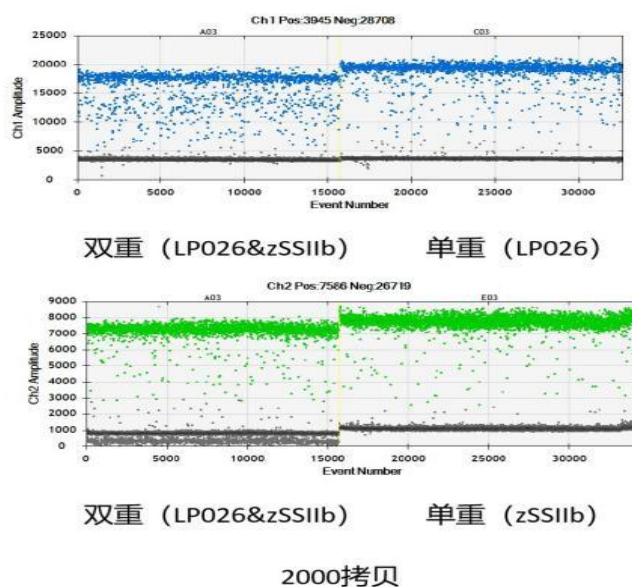 Ch1 Pos:3945 Neg:28708
A03 C03
25000
20000
15000
10000
5000
0
Ch1 Amplitude
0 5000 10000 15000 20000 25000 30000
Event Number
双重（LP026&zSSIIb） 单重（LP026）
Ch2 Pos:7586 Neg:26719
A03 E03
9000
8000
7000
6000
5000
4000
3000
2000
1000
0
Ch2 Amplitude
0 5000 10000 15000 20000 25000 30000
Event Number
双重（LP026&zSSIIb） 单重（zSSIIb）
2000拷贝